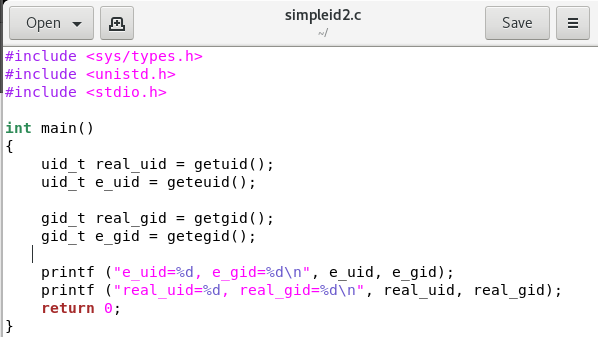 Open
simpleid2.c
~/
Save
#include <sys/types.h>
#include <unistd.h>
#include <stdio.h>

int main()
{
    uid_t real_uid = getuid();
    uid_t e_uid = geteuid();

    gid_t real_gid = getgid();
    gid_t e_gid = getegid();

    printf ("e_uid=%d, e_gid=%d\n", e_uid, e_gid);
    printf ("real_uid=%d, real_gid=%d\n", real_uid, real_gid);
    return 0;
}